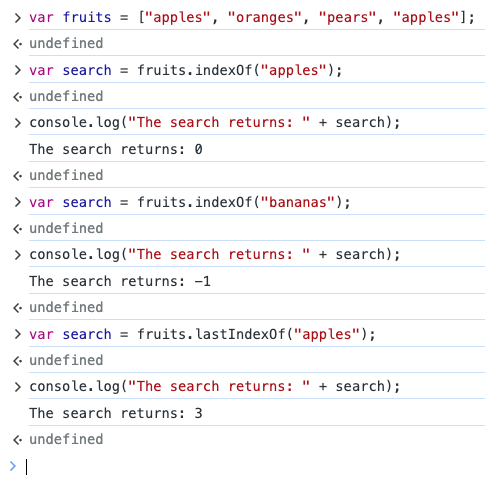 > var fruits = ["apples", "oranges", "pears", "apples"];
undefined
> var search = fruits.indexOf("apples");
undefined
> console.log("The search returns: " + search);
The search returns: 0
undefined
> var search = fruits.indexOf("bananas");
undefined
> console.log("The search returns: " + search);
The search returns: -1
undefined
> var search = fruits.lastIndexOf("apples");
undefined
> console.log("The search returns: " + search);
The search returns: 3
undefined
>